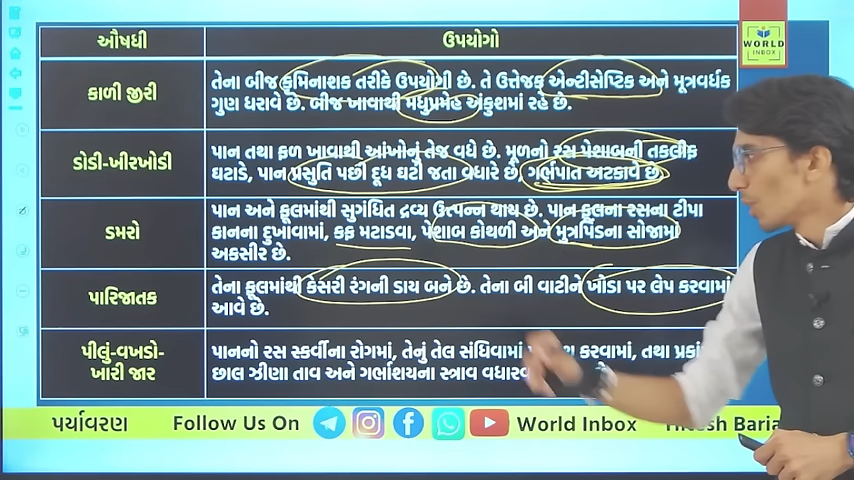 ઔષધી ઉપયોગો
કાળી જીરી
તેના બીજ કૃમિનાશક તરીકે ઉપયોગી છે. તે ઉત્તેજક એન્ટીસેપ્ટિક અને મૂત્રવર્ધક
ગુણ ધરાવે છે. બીજ ખાવાથી મધુપ્રમેહ અંકુશમાં રહે છે.
ડોડી-ખીરખોડી
પાન તથા ફળ ખાવાથી આંખોનું તેજ વધે છે. મૂળનો રસ પેશાબની તકલીફ
ઘટાડે, પાન પ્રસુતિ પછી દૂધ ઘટી જતા વધારે છે, ગર્ભપાત અટકાવે છે.
ડમરો
પાન અને ફૂલમાંથી સુગંધિત દ્રવ્ય ઉત્પન્ન થાય છે. પાન ફુલના રસના ટીપા
કાનના દુખાવામાં, કફ મટાડવા, પેશાબ કોથળી અને મુત્રપિંડના સોજામાં
અકસીર છે.
પારિજાતક
તેના ફૂલમાંથી કેસરી રંગની ડાય બને છે. તેના બી વાટીને ખોડા પર લેપ કરવામાં
આવે છે.
પીલું-વખડો-
ખારી જાર
પાનનો રસ સ્કર્વીના રોગમાં, તેનું તેલ સંધિવામાં કરવામાં, તથા
છાલ ઝીણા તાવ અને ગર્ભાશયના સ્ત્રાવ
WORLD
INBOX
પર્યાવરણ Follow Us On World Inbox Baria